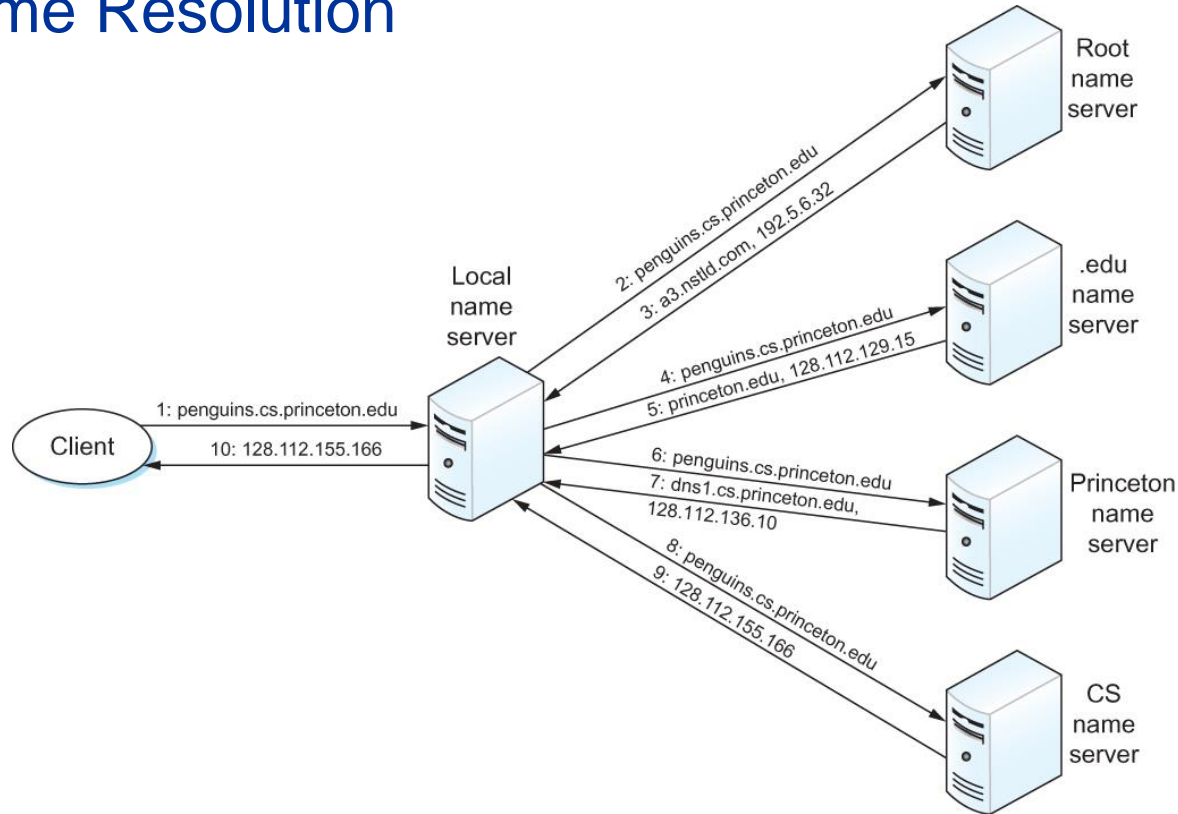 me Resolution
Root
name
server
2: penguins.cs.princeton.edu
3: a3.nstld.com, 192.5.6.32
.edu
name
server
Local
name
server
4: penguins.cs.princeton.edu
5: princeton.edu, 128.112.129.15
1: penguins.cs.princeton.edu
Client
10: 128.112.155.166
6: penguins.cs.princeton.edu
7: dns1.cs.princeton.edu,
128.112.136.10
Princeton
name
server
8: penguins.cs.princeton.edu
9: 128.112.155.166
CS
name
server